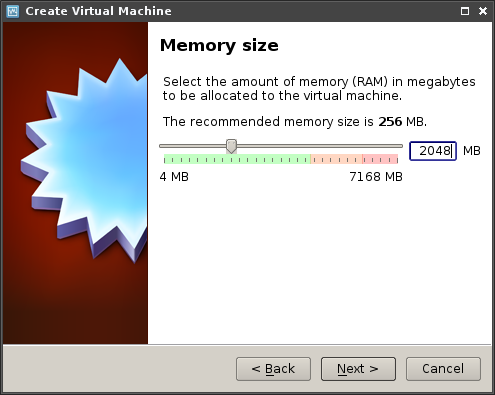 Create Virtual Machine
Memory size
Select the amount of memory (RAM) in megabytes
to be allocated to the virtual machine.
The recommended memory size is 256 MB.
2048 MB
4 MB 7168 MB
< Back Next > Cancel